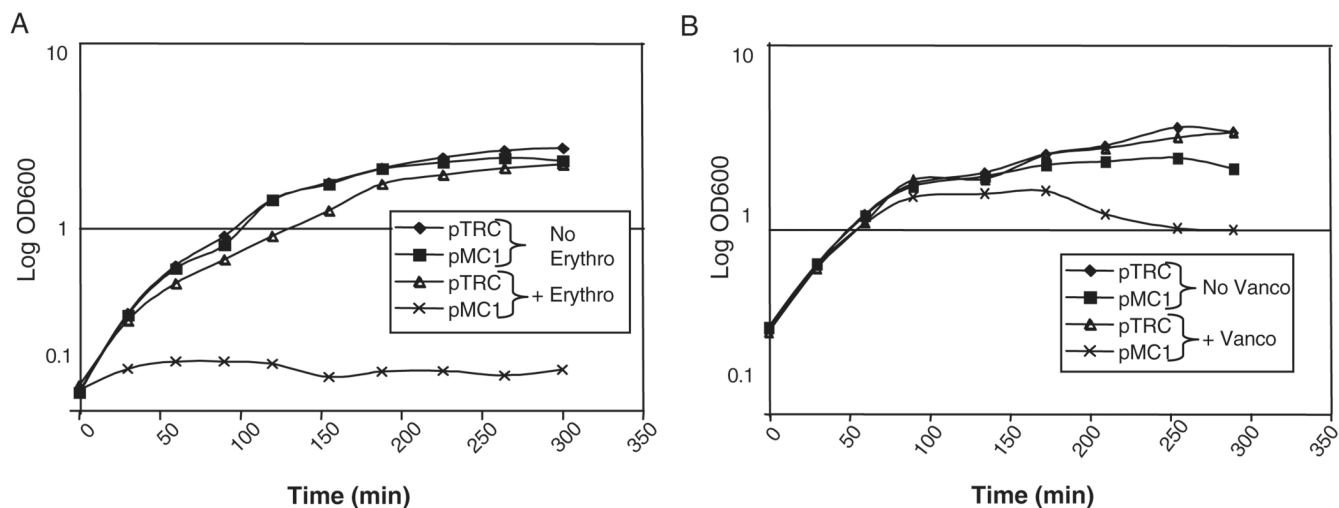 A
10
1
0.1
Log OD600
pTRC
pMC1
No
Erythro
pTRC
pMC1
+ Erythro
0
50
100
150
200
250
300
350
Time (min)
B
10
1
0.1
Log OD600
pTRC
pMC1
No Vanco
pTRC
pMC1
+ Vanco
0
50
100
150
200
250
300
350
Time (min)